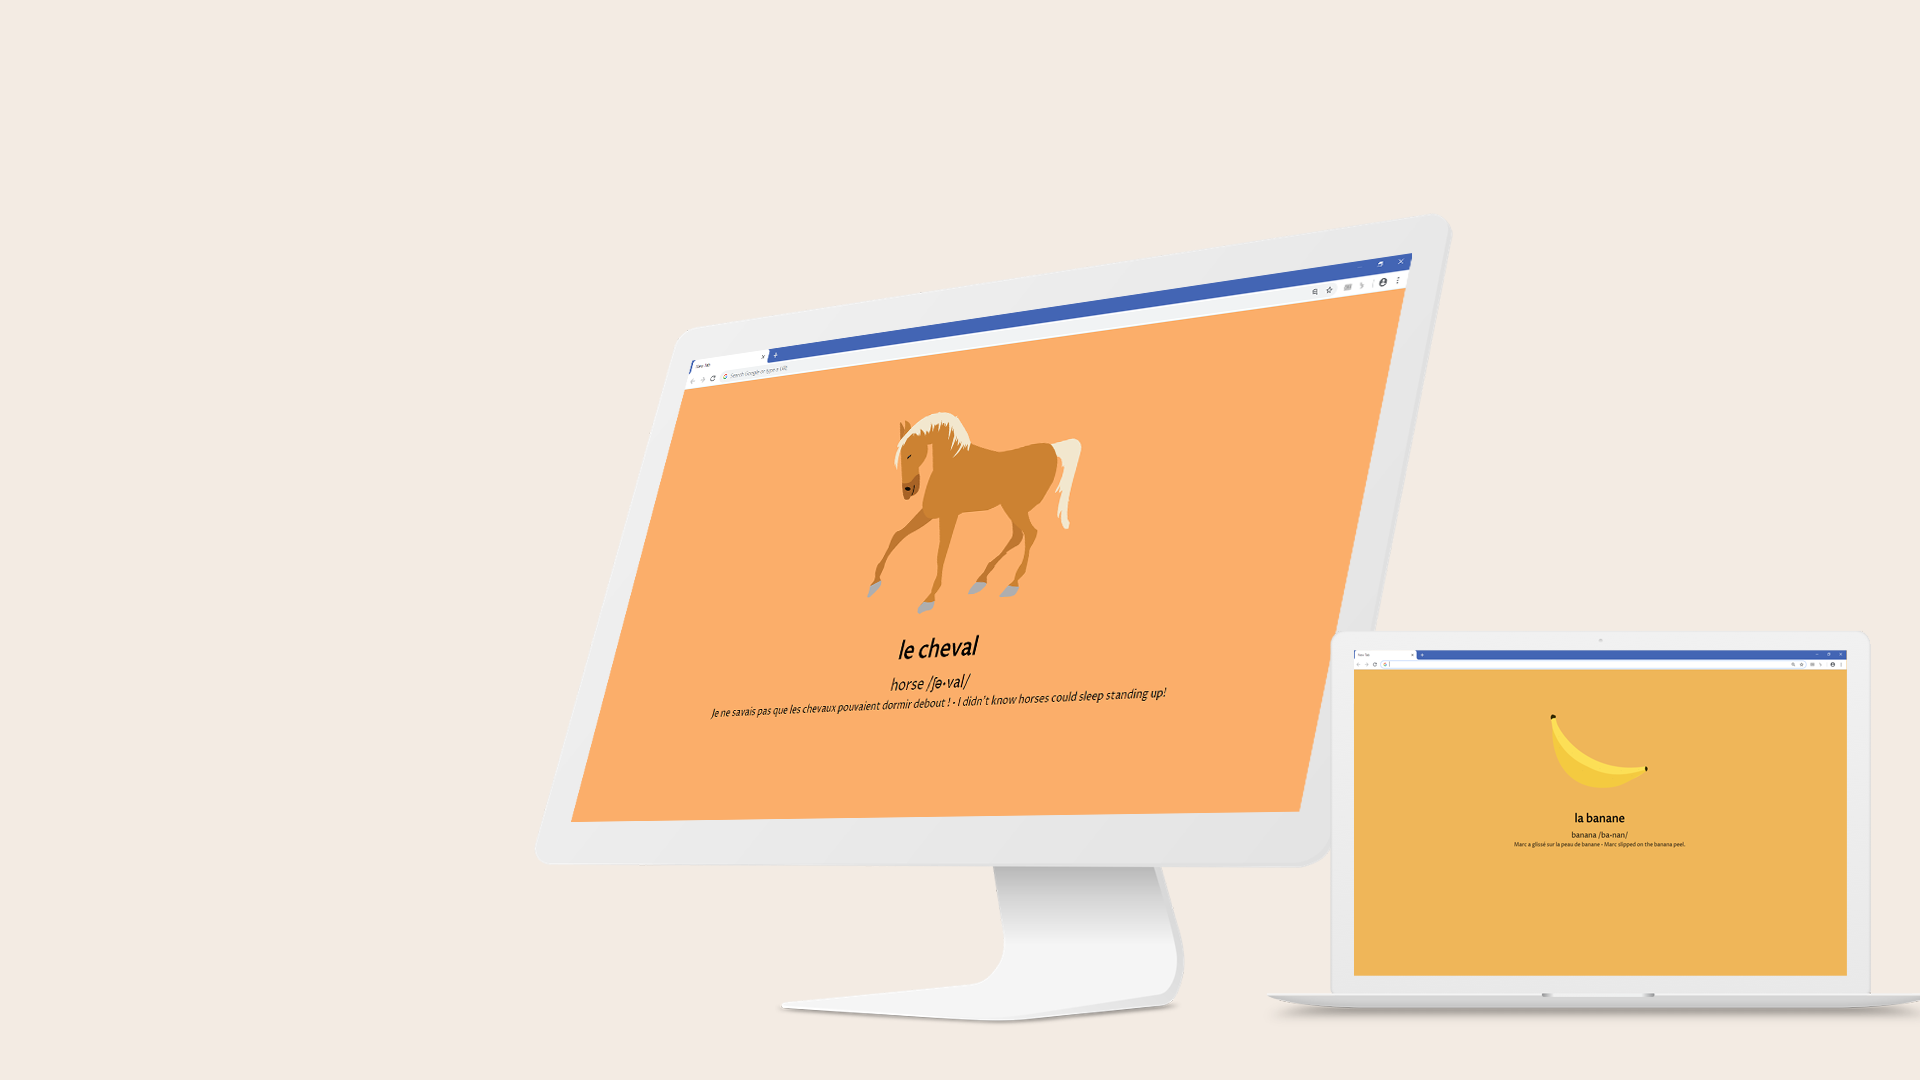 New Tab
Search Google or type a URL
le cheval
horse /ʃə·val/
Je ne savais pas que les chevaux pouvaient dormir debout ! • I didn't know horses could sleep standing up!
New Tab
la banane
banana /ba-nan/
Marc a glissé sur la peau de banane - Marc slipped on the banana peel.